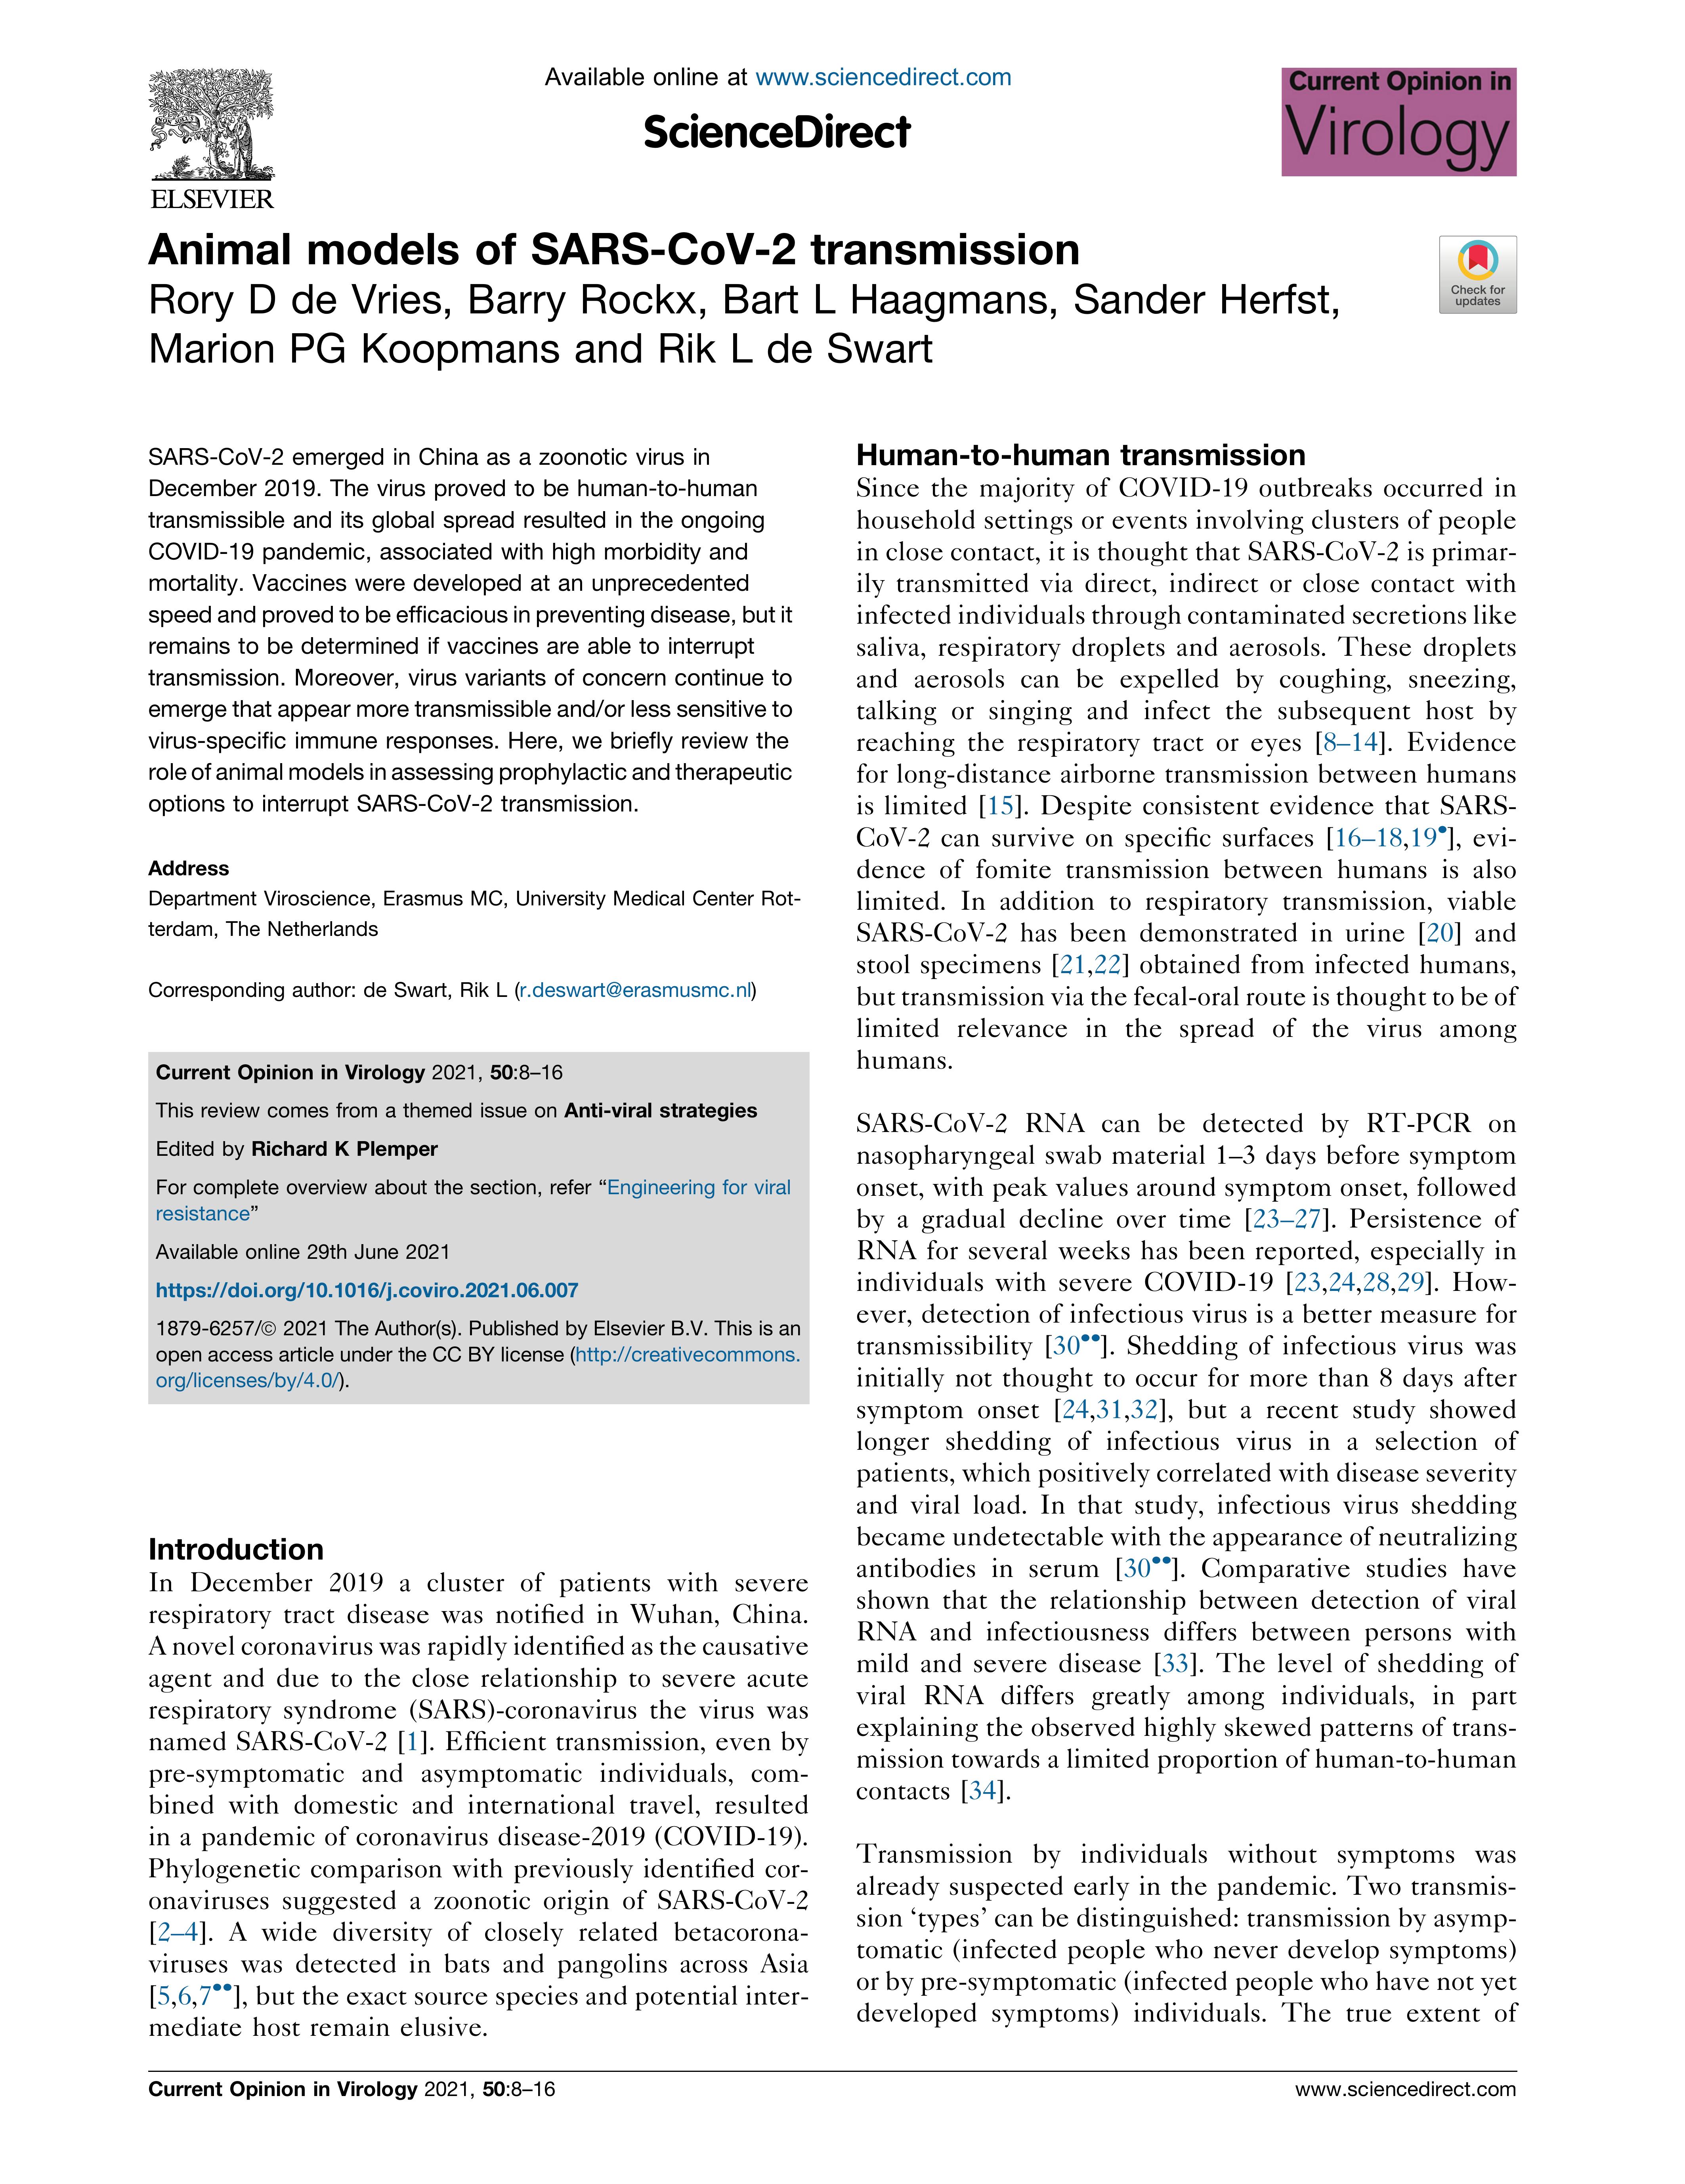 Available online at www.sciencedirect.com
ScienceDirect
Current Opinion in
Virology
ELSEVIER
Animal models of SARS-CoV-2 transmission
Rory D de Vries, Barry Rockx, Bart L Haagmans, Sander Herfst,
Marion PG Koopmans and Rik L de Swart
Check for
updates
SARS-CoV-2 emerged in China as a zoonotic virus in
December 2019. The virus proved to be human-to-human
transmissible and its global spread resulted in the ongoing
COVID-19 pandemic, associated with high morbidity and
mortality. Vaccines were developed at an unprecedented
speed and proved to be efficacious in preventing disease, but it
remains to be determined if vaccines are able to interrupt
transmission. Moreover, virus variants of concern continue to
emerge that appear more transmissible and/or less sensitive to
virus-specific immune responses. Here, we briefly review the
role of animal models in assessing prophylactic and therapeutic
options to interrupt SARS-CoV-2 transmission.
Address
Department Viroscience, Erasmus MC, University Medical Center Rot-
terdam, The Netherlands
Corresponding author: de Swart, Rik L (r.deswart@erasmusmc.nl)
Current Opinion in Virology 2021, 50:8–16
This review comes from a themed issue on Anti-viral strategies
Edited by Richard K Plemper
For complete overview about the section, refer “Engineering for viral
resistance”
Available online 29th June 2021
https://doi.org/10.1016/j.coviro.2021.06.007
1879-6257/© 2021 The Author(s). Published by Elsevier B.V. This is an
open access article under the CC BY license (http://creativecommons.
org/licenses/by/4.0/).
Introduction
In December 2019 a cluster of patients with severe
respiratory tract disease was notified in Wuhan, China.
A novel coronavirus was rapidly identified as the causative
agent and due to the close relationship to severe acute
respiratory syndrome (SARS)-coronavirus the virus was
named SARS-CoV-2 [1]. Efficient transmission, even by
pre-symptomatic and asymptomatic individuals, com-
bined with domestic and international travel, resulted
in a pandemic of coronavirus disease-2019 (COVID-19).
Phylogenetic comparison with previously identified cor-
onaviruses suggested a zoonotic origin of SARS-CoV-2
[2–4]. A wide diversity of closely related betacorona-
viruses was detected in bats and pangolins across Asia
[5,6,7••], but the exact source species and potential inter-
mediate host remain elusive.
Human-to-human transmission
Since the majority of COVID-19 outbreaks occurred in
household settings or events involving clusters of people
in close contact, it is thought that SARS-CoV-2 is primar-
ily transmitted via direct, indirect or close contact with
infected individuals through contaminated secretions like
saliva, respiratory droplets and aerosols. These droplets
and aerosols can be expelled by coughing, sneezing,
talking or singing and infect the subsequent host by
reaching the respiratory tract or eyes [8–14]. Evidence
for long-distance airborne transmission between humans
is limited [15]. Despite consistent evidence that SARS-
CoV-2 can survive on specific surfaces [16–18,19•], evi-
dence of fomite transmission between humans is also
limited. In addition to respiratory transmission, viable
SARS-CoV-2 has been demonstrated in urine [20] and
stool specimens [21,22] obtained from infected humans,
but transmission via the fecal-oral route is thought to be of
limited relevance in the spread of the virus among
humans.
SARS-CoV-2 RNA can be detected by RT-PCR on
nasopharyngeal swab material 1–3 days before symptom
onset, with peak values around symptom onset, followed
by a gradual decline over time [23–27]. Persistence of
RNA for several weeks has been reported, especially in
individuals with severe COVID-19 [23,24,28,29]. How-
ever, detection of infectious virus is a better measure for
transmissibility [30••]. Shedding of infectious virus was
initially not thought to occur for more than 8 days after
symptom onset [24,31,32], but a recent study showed
longer shedding of infectious virus in a selection of
patients, which positively correlated with disease severity
and viral load. In that study, infectious virus shedding
became undetectable with the appearance of neutralizing
antibodies in serum [30••]. Comparative studies have
shown that the relationship between detection of viral
RNA and infectiousness differs between persons with
mild and severe disease [33]. The level of shedding of
viral RNA differs greatly among individuals, in part
explaining the observed highly skewed patterns of trans-
mission towards a limited proportion of human-to-human
contacts [34].
Transmission by individuals without symptoms was
already suspected early in the pandemic. Two transmis-
sion ‘types’ can be distinguished: transmission by asymp-
tomatic (infected people who never develop symptoms)
or by pre-symptomatic (infected people who have not yet
developed symptoms) individuals. The true extent of
Current Opinion in Virology 2021, 50:8–16
www.sciencedirect.com